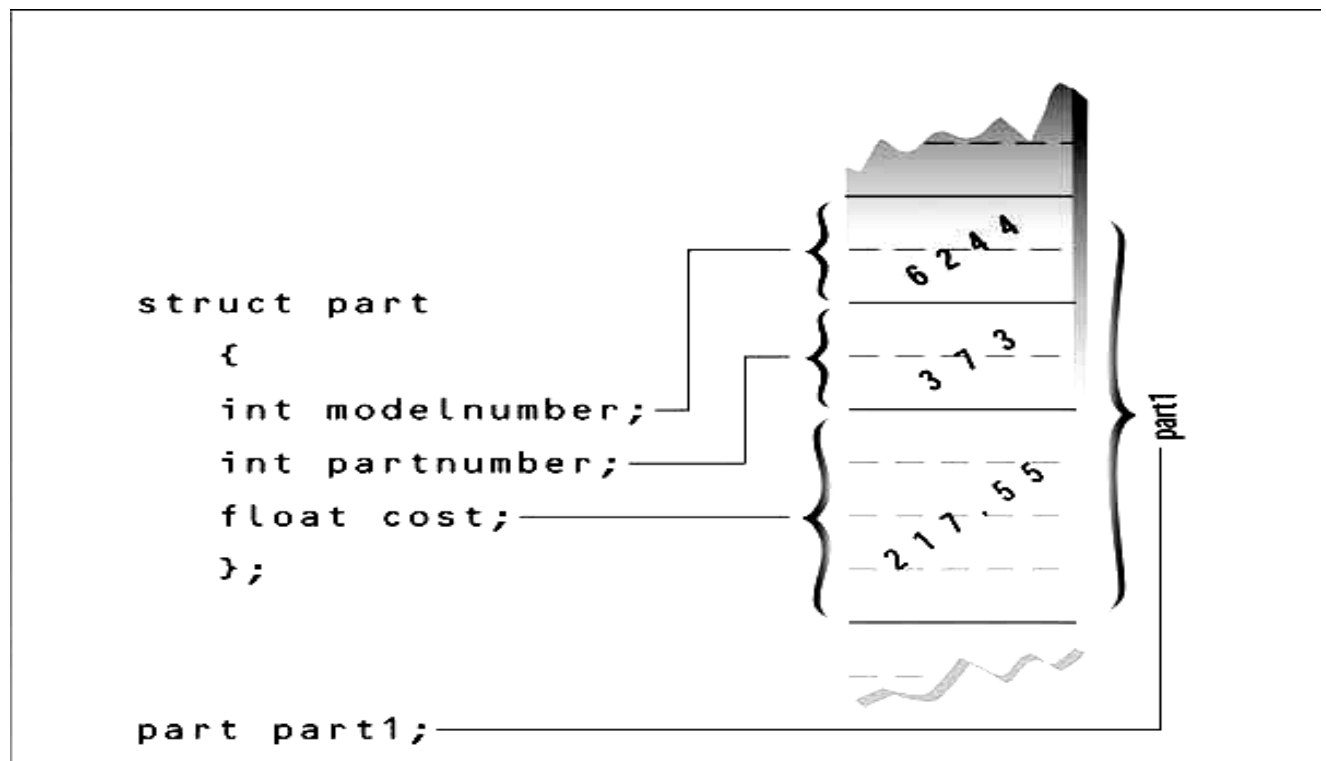 6244
struct part
{
373
int modelnumber;
part1
int partnumber;
217.55
float cost;
};
part part1;